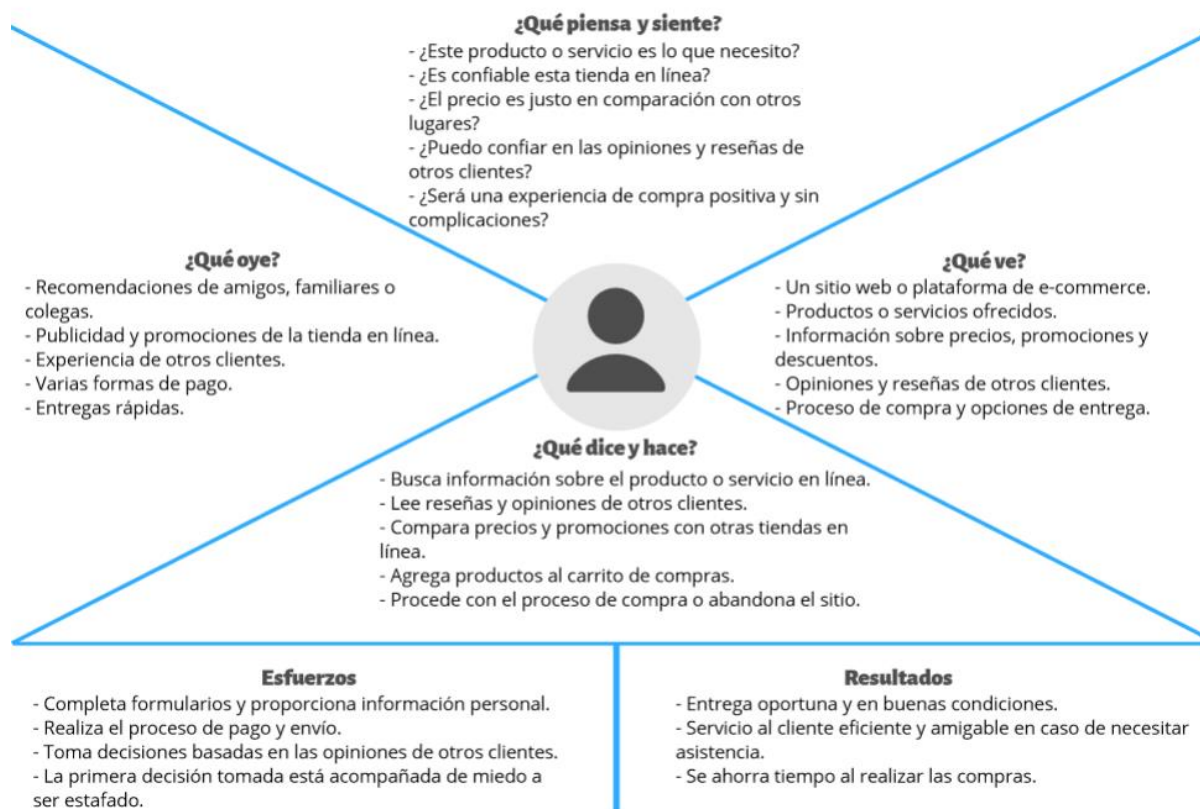 ¿Qué piensa y siente?
- ¿Este producto o servicio es lo que necesito?
- ¿Es confiable esta tienda en línea?
- ¿El precio es justo en comparación con otros
lugares?
- ¿Puedo confiar en las opiniones y reseñas de
otros clientes?
- ¿Será una experiencia de compra positiva y sin
complicaciones?
¿Qué oye?
- Recomendaciones de amigos, familiares o
colegas.
- Publicidad y promociones de la tienda en línea.
- Experiencia de otros clientes.
- Varias formas de pago.
- Entregas rápidas.
¿Qué ve?
- Un sitio web o plataforma de e-commerce.
- Productos o servicios ofrecidos.
- Información sobre precios, promociones y
descuentos.
- Opiniones y reseñas de otros clientes.
- Proceso de compra y opciones de entrega.
¿Qué dice y hace?
- Busca información sobre el producto o servicio en línea.
- Lee reseñas y opiniones de otros clientes.
- Compara precios y promociones con otras tiendas en
línea.
- Agrega productos al carrito de compras.
- Procede con el proceso de compra o abandona el sitio.
Esfuerzos
- Completa formularios y proporciona información personal.
- Realiza el proceso de pago y envío.
- Toma decisiones basadas en las opiniones de otros clientes.
- La primera decisión tomada está acompañada de miedo a
ser estafado.
Resultados
- Entrega oportuna y en buenas condiciones.
- Servicio al cliente eficiente y amigable en caso de necesitar
asistencia.
- Se ahorra tiempo al realizar las compras.